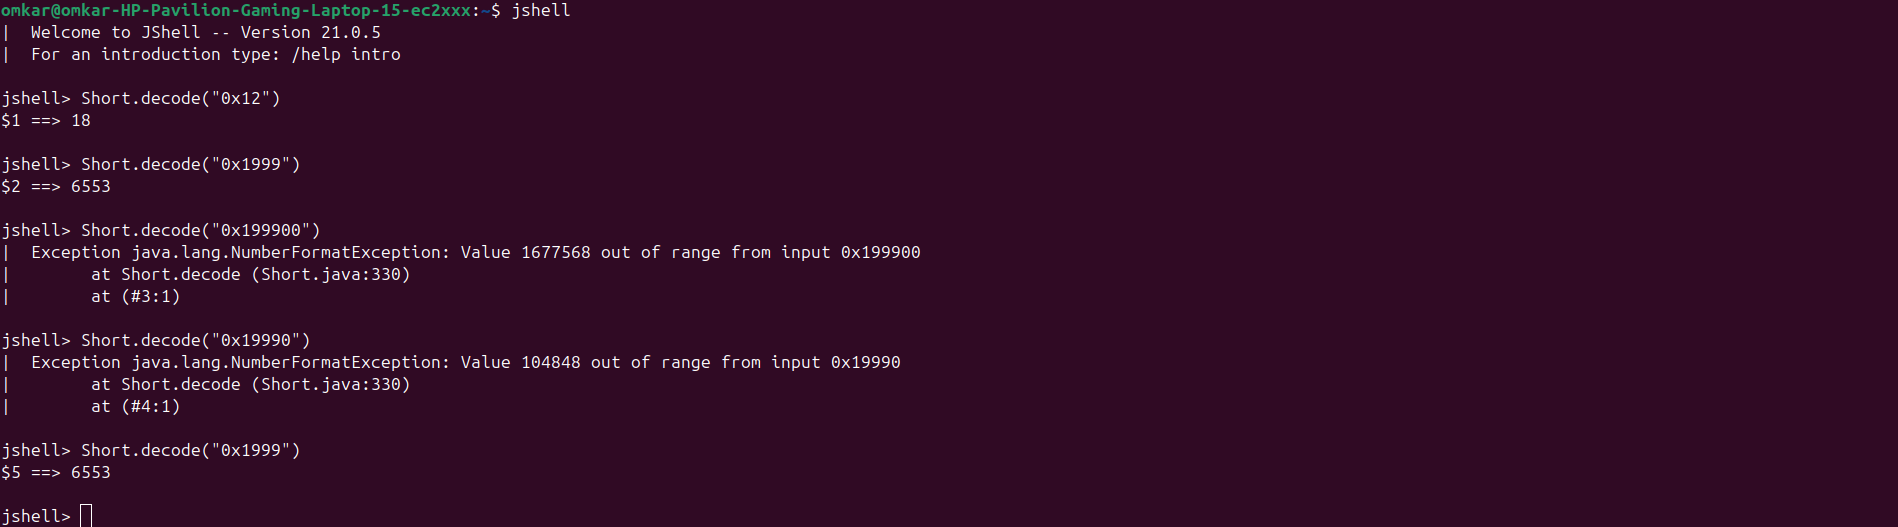 omkar@omkar-HP-Pavilion-Gaming-Laptop-15-ec2xxx:~$ jshell
|  Welcome to JShell -- Version 21.0.5
|  For an introduction type: /help intro
jshell> Short.decode("0x12")
$1 ==> 18
jshell> Short.decode("0x1999")
$2 ==> 6553
jshell> Short.decode("0x199900")
|  Exception java.lang.NumberFormatException: Value 1677568 out of range from input 0x199900
|        at Short.decode (Short.java:330)
|        at (#3:1)
jshell> Short.decode("0x19990")
|  Exception java.lang.NumberFormatException: Value 104848 out of range from input 0x19990
|        at Short.decode (Short.java:330)
|        at (#4:1)
jshell> Short.decode("0x1999")
$5 ==> 6553
jshell>